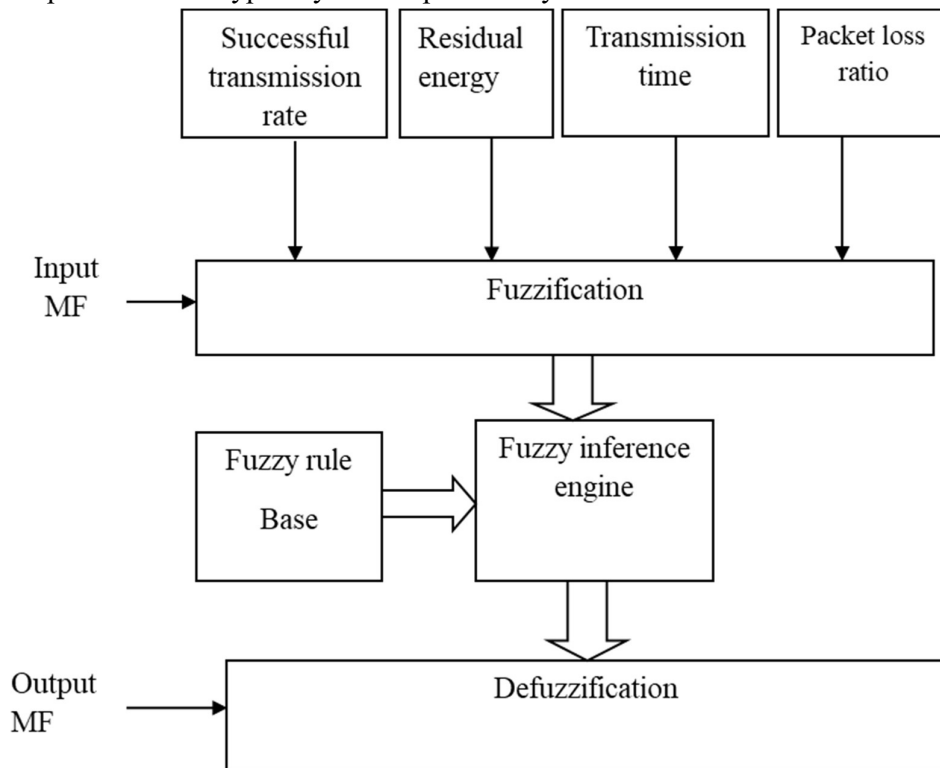 Successful
transmission
rate
Residual
energy
Transmission
time
Packet loss
ratio
Input
MF
Fuzzification
Fuzzy rule
Base
Fuzzy inference
engine
Output
MF
Defuzzification